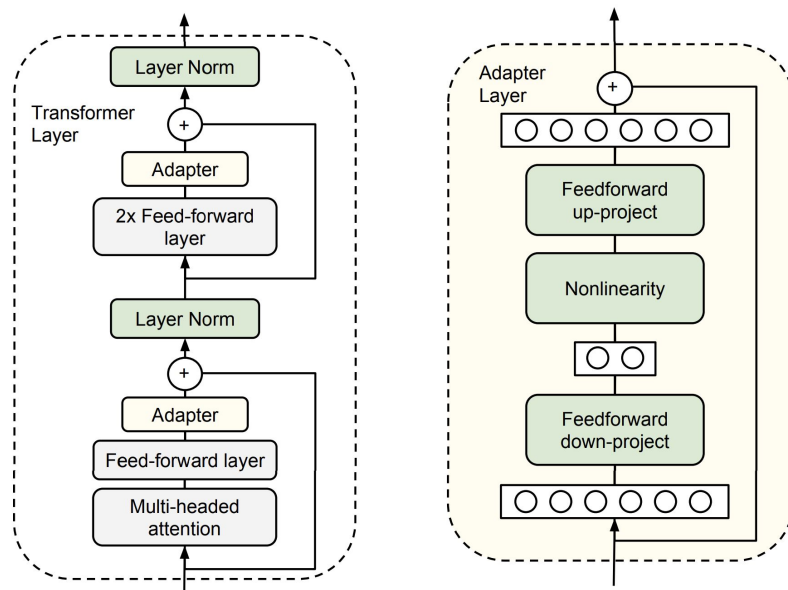 Layer Norm
Transformer
Layer
+
Adapter
2x Feed-forward
layer
Layer Norm
+
Adapter
Feed-forward layer
Multi-headed
attention
Adapter
Layer
+
Feedforward
up-project
Nonlinearity
Feedforward
down-project